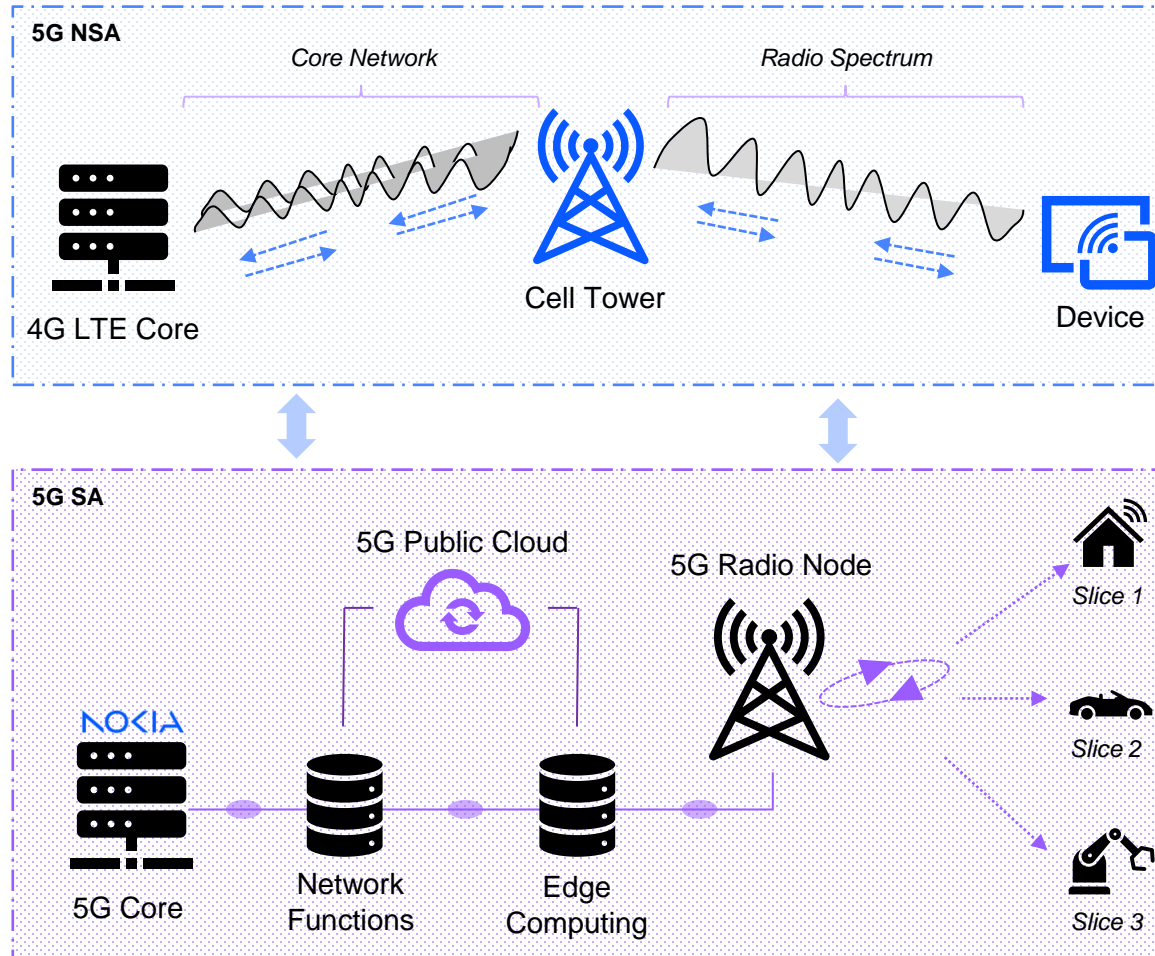 5G NSA
Core Network
Radio Spectrum
4G LTE Core
Cell Tower
Device
5G SA
5G Public Cloud
5G Radio Node
Slice 1
Slice 2
Slice 3
NOKIA
5G Core
Network
Functions
Edge
Computing